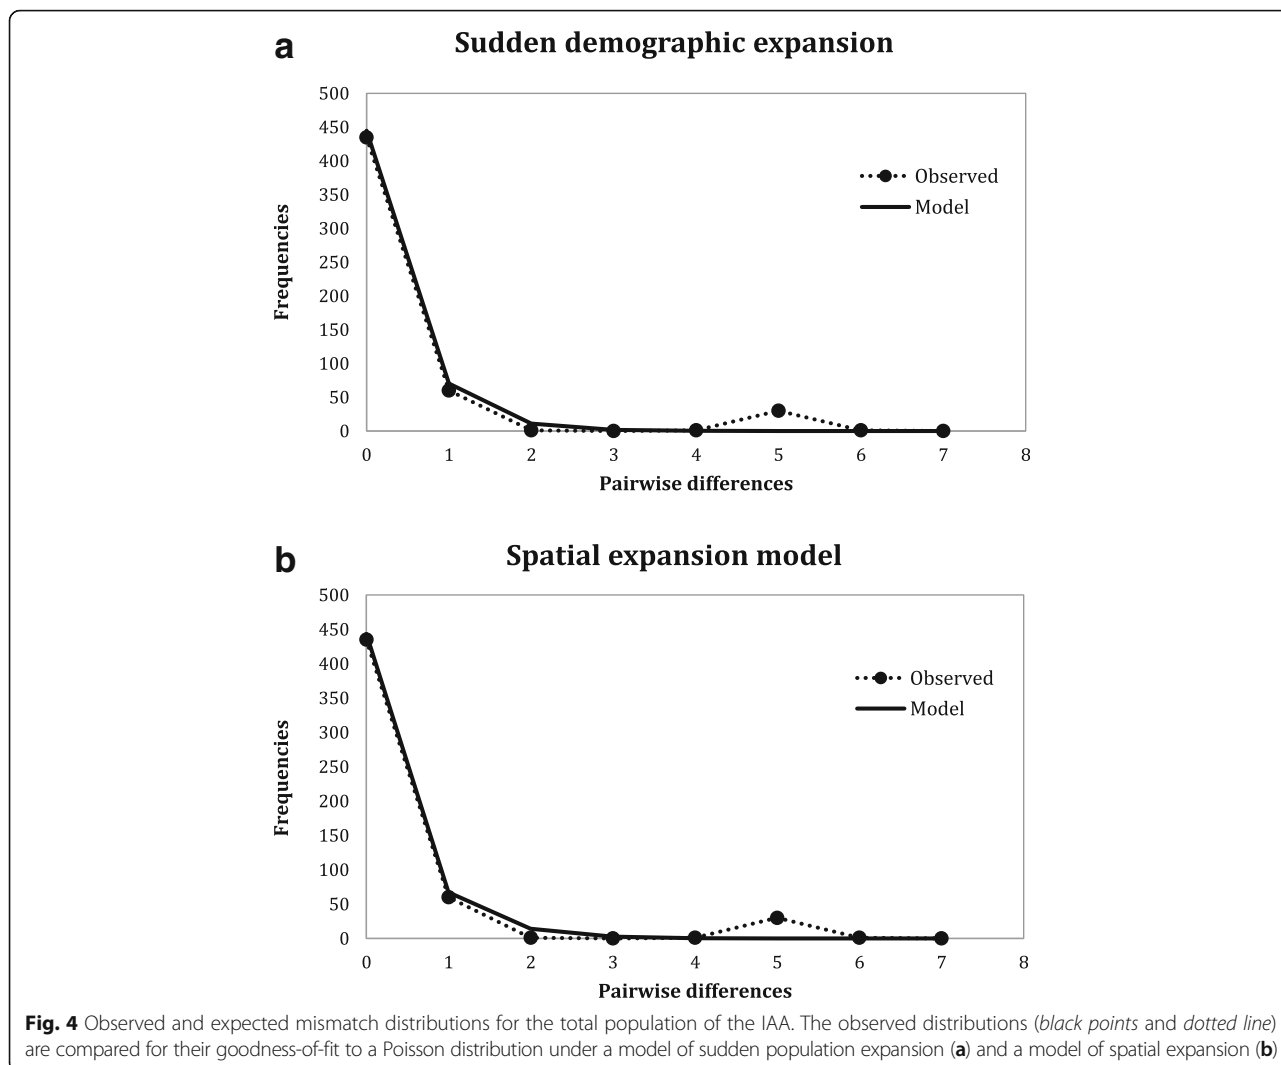 a
Sudden demographic expansion
500
450
400
350
300
250
200
150
100
50
0
Frequencies
Observed
Model
0 1 2 3 4 5 6 7 8
Pairwise differences
b
Spatial expansion model
500
450
400
350
300
250
200
150
100
50
0
Frequencies
Observed
Model
0 1 2 3 4 5 6 7 8
Pairwise differences
Fig. 4 Observed and expected mismatch distributions for the total population of the IAA. The observed distributions (black points and dotted line)
are compared for their goodness-of-fit to a Poisson distribution under a model of sudden population expansion (a) and a model of spatial expansion (b)